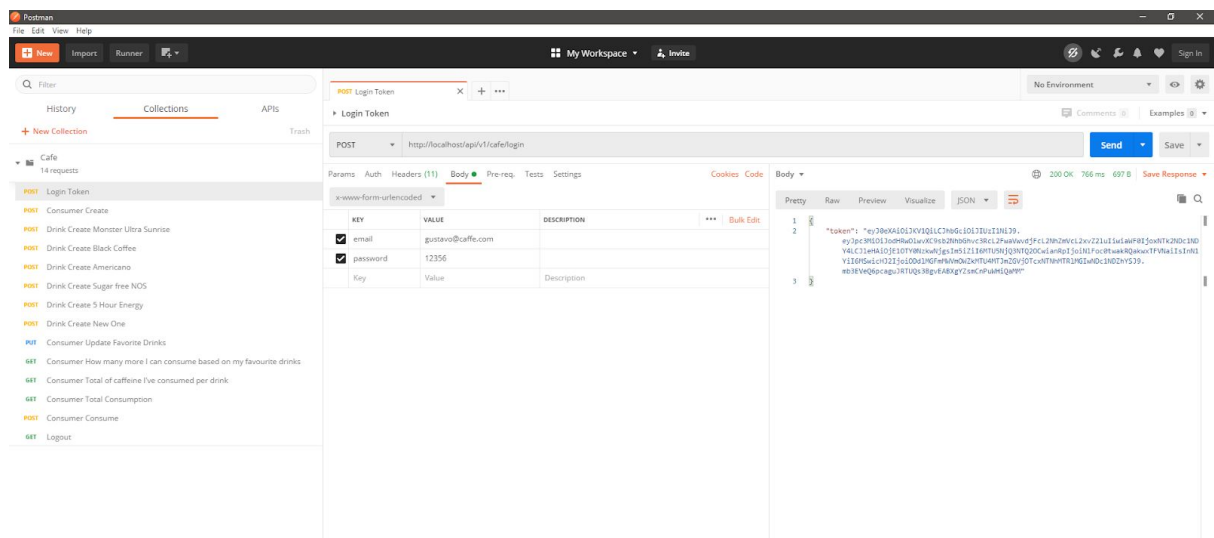 Postman
File Edit View Help
New Import Runner
My Workspace Invite
Sign In
Filter
History Collections APIs
+ New Collection Trash
Cafe
14 requests
POST Login Token
POST Consumer Create
POST Drink Create Monster Ultra Sunrise
POST Drink Create Black Coffee
POST Drink Create Americano
POST Drink Create Sugar free NOS
POST Drink Create 5 Hour Energy
POST Drink Create New One
PUT Consumer Update Favorite Drinks
GET Consumer How many more I can consume based on my favourite drinks
GET Consumer Total of caffeine I've consumed per drink
GET Consumer Total Consumption
POST Consumer Consume
GET Logout
POST Login Token
No Environment
Login Token
Comments 0 Examples 0
POST http://localhost/api/v1/cafe/login
Send Save
Params Auth Headers (11) Body Pre-req. Tests Settings Cookies Code
x-www-form-urlencoded
KEY VALUE DESCRIPTION Bulk Edit
email gustavo@caffe.com
password 12356
Key Value Description
Body 200 OK 766 ms 697 B Save Response
Pretty Raw Preview Visualize JSON
1 {
2 "token":
3 }